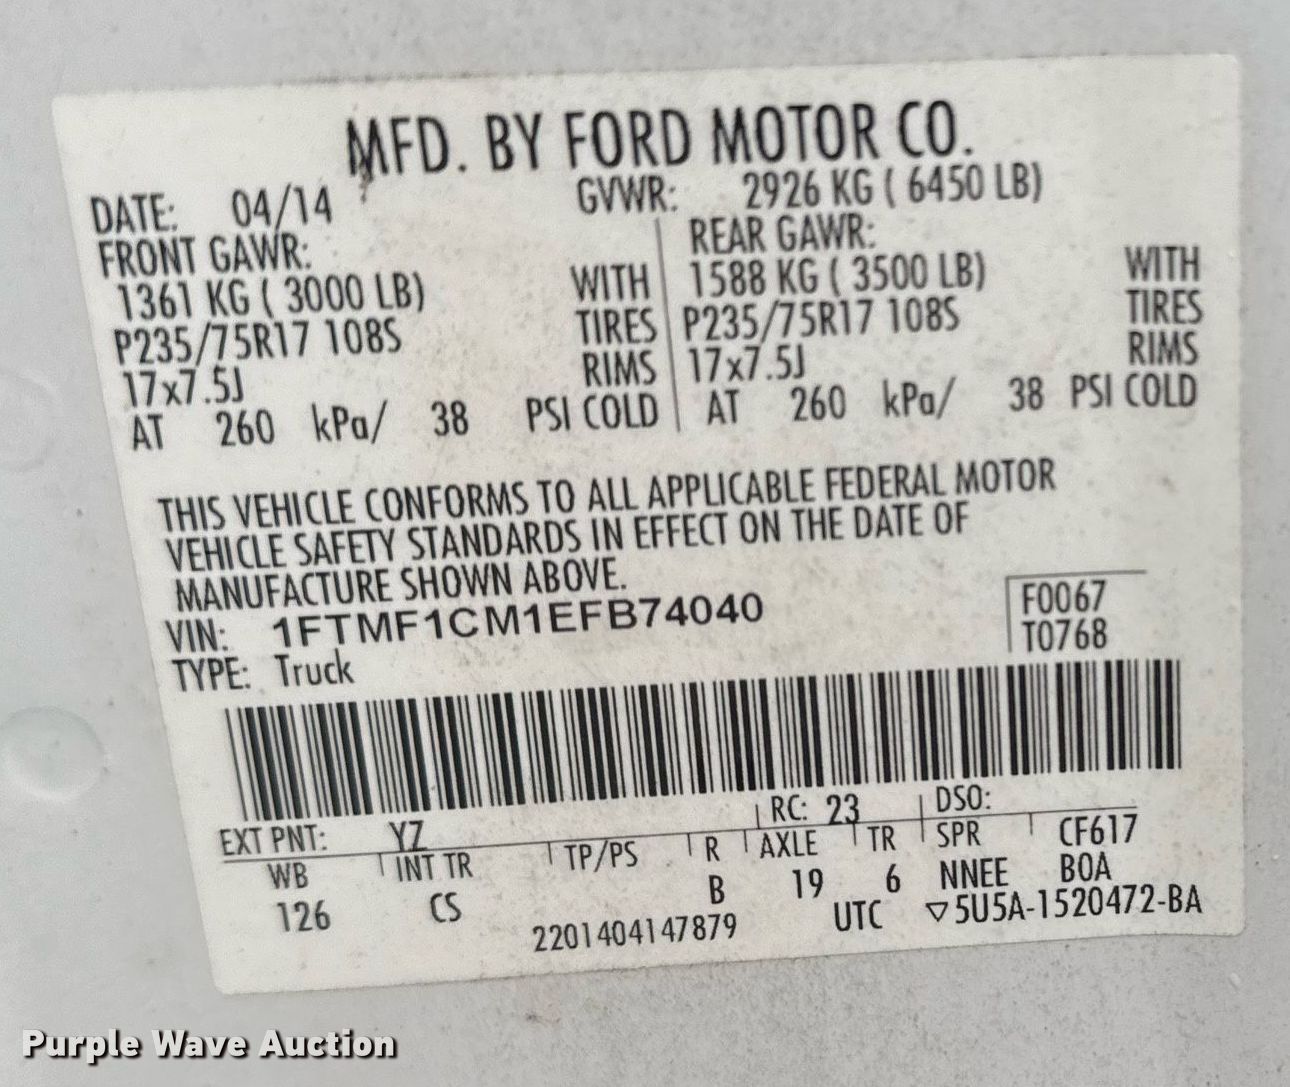 MFD. BY FORD MOTOR CO.
DATE: 04/14 GVWR: 2926 KG ( 6450 LB)
FRONT GAWR: REAR GAWR:
1361 KG ( 3000 LB) WITH 1588 KG ( 3500 LB) WITH
P235/75R17 108S TIRES P235/75R17 108S TIRES
17x7.5J RIMS 17x7.5J RIMS
AT 260 kPa/ 38 PSI COLD AT 260 kPa/ 38 PSI COLD
THIS VEHICLE CONFORMS TO ALL APPLICABLE FEDERAL MOTOR
VEHICLE SAFETY STANDARDS IN EFFECT ON THE DATE OF
MANUFACTURE SHOWN ABOVE.
VIN: 1FTMF1CM1EFB74040 F0067
TYPE: Truck T0768
EXT PNT: YZ RC: 23 DSO:
WB INT TR TP/PS R AXLE TR SPR CF617
126 CS B 19 6 NNEE BOA
2201404147879 UTC ▽5U5A-1520472-BA
Purple Wave Auction